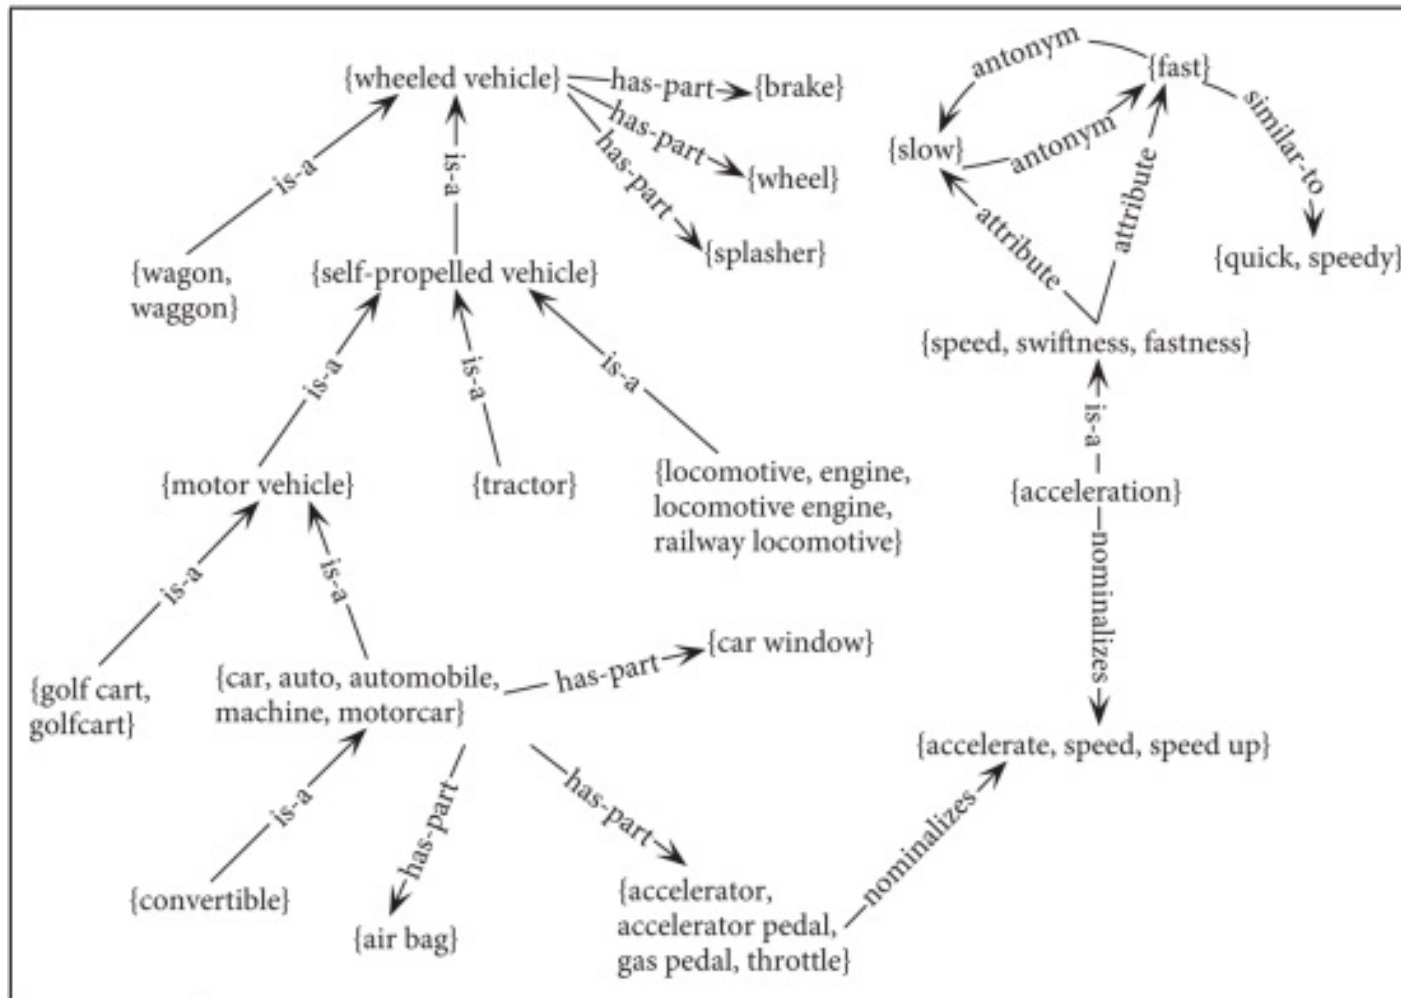 antonym
{fast}
{wheeled vehicle}
has-part
{brake}
similar-to
has-part
antonym
{slow}
is-a
is-a
has-part
{wheel}
attribute
attribute
{splasher}
{quick, speedy}
{wagon,
waggon}
{self-propelled vehicle}
{speed, swiftness, fastness}
is-a
is-a
is-a
is-a
{motor vehicle}
{tractor}
{locomotive, engine,
locomotive engine,
railway locomotive}
{acceleration}
is-a
is-a
nominalizes
{car window}
has-part
{golf cart,
golfcart}
{car, auto, automobile,
machine, motorcar}
{accelerate, speed, speed up}
is-a
has-part
has-part
nominalizes
{convertible}
{air bag}
{accelerator,
accelerator pedal,
gas pedal, throttle}